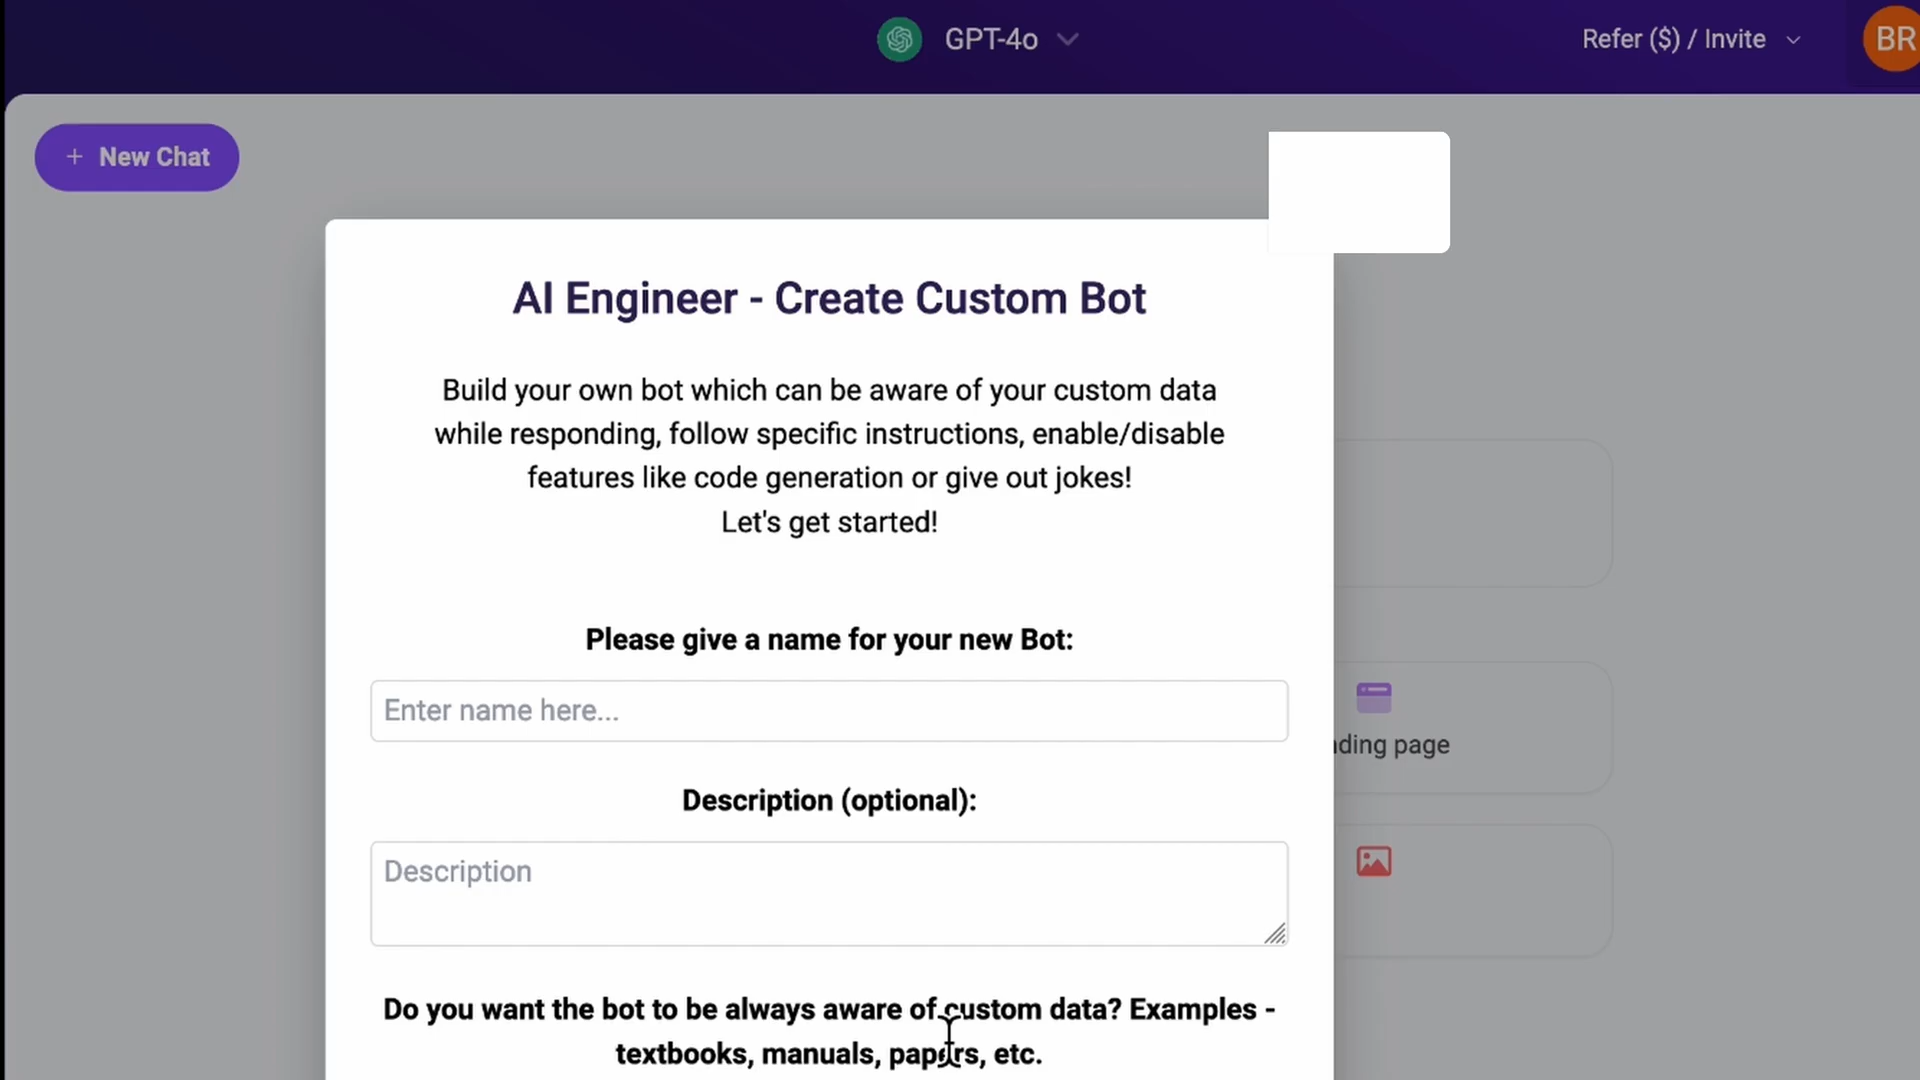 GPT-4o
Refer ($) / Invite
BR
+ New Chat
AI Engineer - Create Custom Bot
Build your own bot which can be aware of your custom data
while responding, follow specific instructions, enable/disable
features like code generation or give out jokes!
Let's get started!
Please give a name for your new Bot:
Enter name here...
ding page
Description (optional):
Description
Do you want the bot to be always aware of custom data? Examples -
textbooks, manuals, papers, etc.